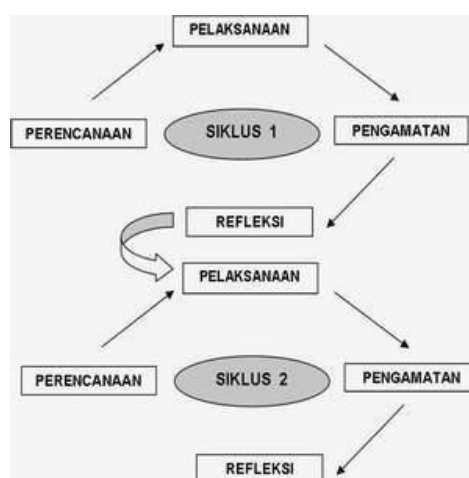 PELAKSANAAN
PERENCANAAN
SIKLUS 1
PENGAMATAN
REFLEKSI
PELAKSANAAN
PERENCANAAN
SIKLUS 2
PENGAMATAN
REFLEKSI